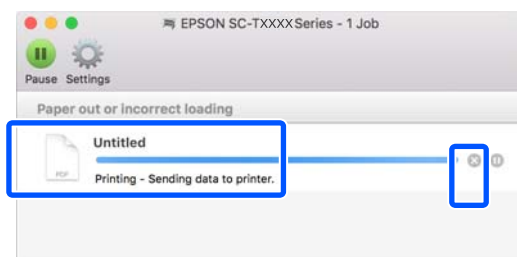 EPSON SC-TXXXX Series - 1 Job
Pause Settings
Paper out or incorrect loading
Untitled
PDF
Printing - Sending data to printer.